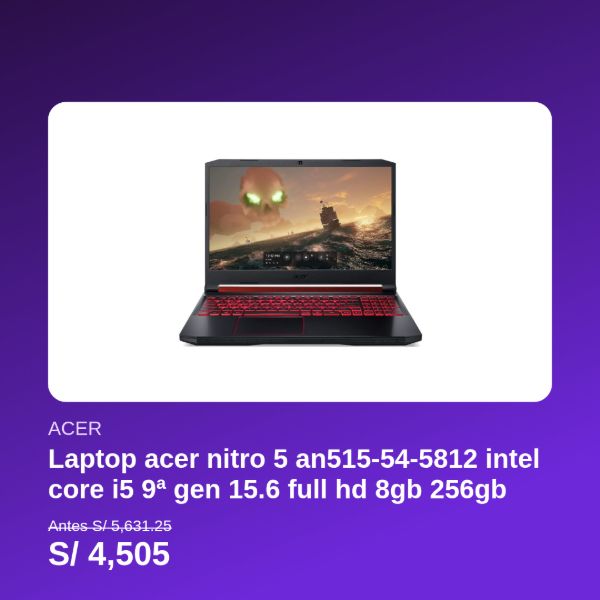 ACER
Laptop acer nitro 5 an515-54-5812 intel
core i5 9ª gen 15.6 full hd 8gb 256gb
Antes S/ 5,631.25
S/ 4,505